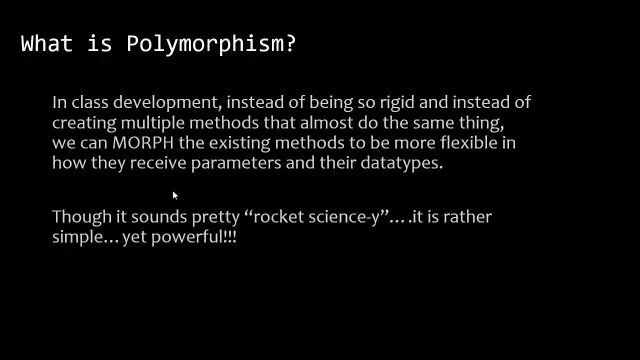 What is Polymorphism?
In class development, instead of being so rigid and instead of
creating multiple methods that almost do the same thing,
we can MORPH the existing methods to be more flexible in
how they receive parameters and their datatypes.
Though it sounds pretty “rocket science-y”... .it is rather
simple... yet powerful!!!